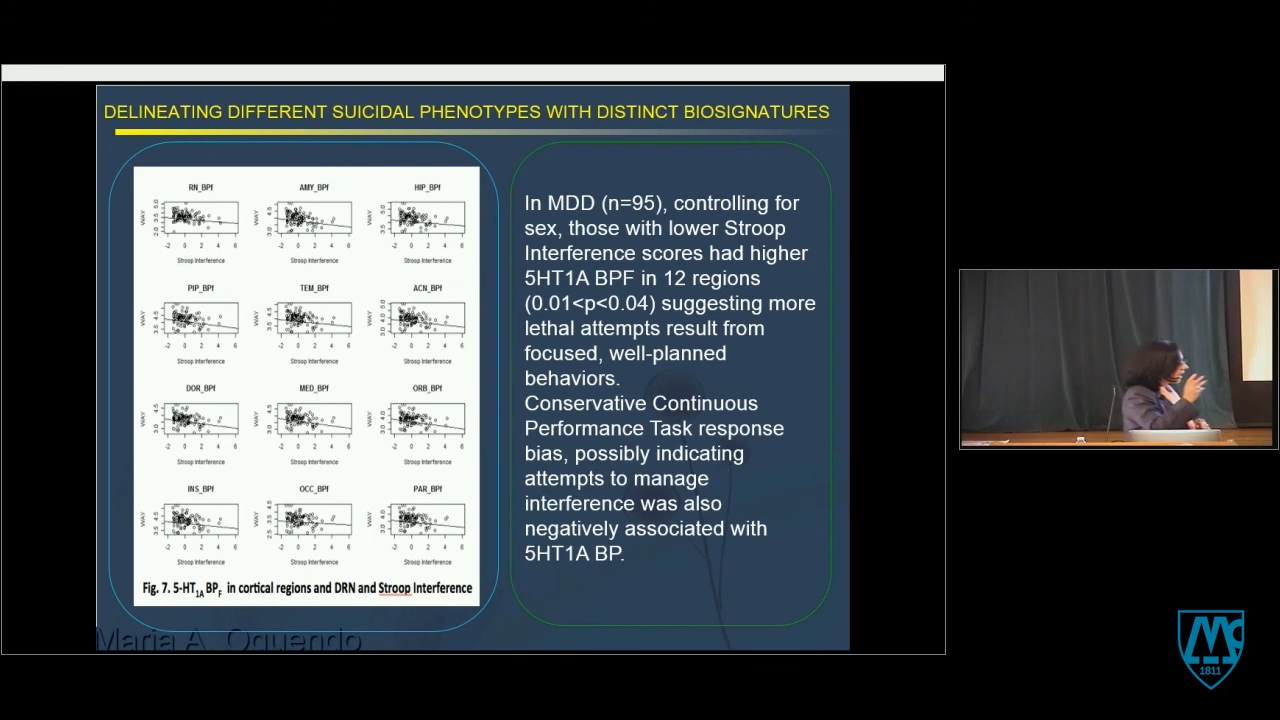 DELINEATING DIFFERENT SUICIDAL PHENOTYPES WITH DISTINCT BIOSIGNATURES
RN_BPf AMY_BPf HIP_BPf
Stroop Interference Stroop Interference Stroop Interference
PIP_BPf TEM_BPf ACN_BPf
Stroop Interference Stroop Interference Stroop Interference
DOR_BPf MED_BPf ORB_BPf
Stroop Interference Stroop Interference Stroop Interference
INS_BPf OCC_BPf PAR_BPf
Stroop Interference Stroop Interference Stroop Interference
Fig. 7. 5-HT1A BPF in cortical regions and DRN and Stroop Interference
In MDD (n=95), controlling for
sex, those with lower Stroop
Interference scores had higher
5HT1A BPF in 12 regions
(0.01<p<0.04) suggesting more
lethal attempts result from
focused, well-planned
behaviors.
Conservative Continuous
Performance Task response
bias, possibly indicating
attempts to manage
interference was also
negatively associated with
5HT1A BP.
Maria A. Oquendo
1811